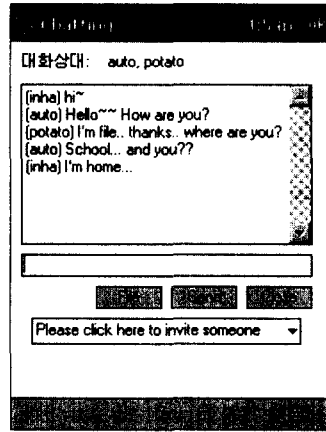 대화상대: auto, potato
(inha) hi~
(auto) Hello~~ How are you?
(potato) I'm file.. thanks.. where are you?
(auto) School... and you??
(inha) I'm home...
Please click here to invite someone